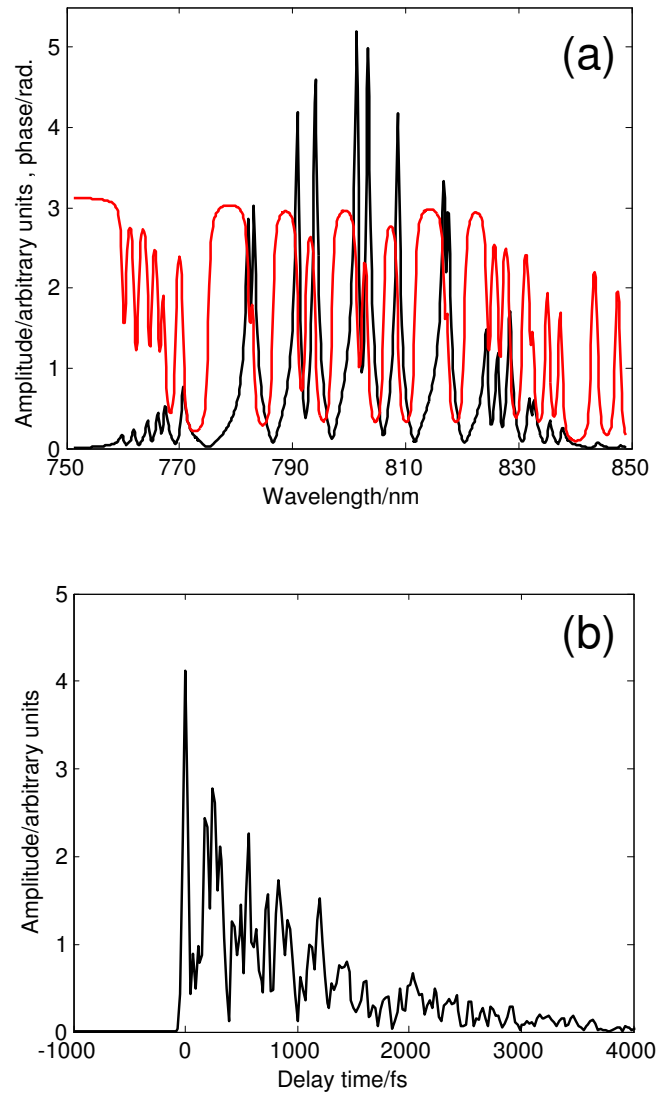 (a)
Amplitude/arbitrary units , phase/rad.
5
4
3
2
1
0
750 770 790 810 830 850
Wavelength/nm
(b)
Amplitude/arbitrary units
5
4
3
2
1
0
-1000 0 1000 2000 3000 4000
Delay time/fs